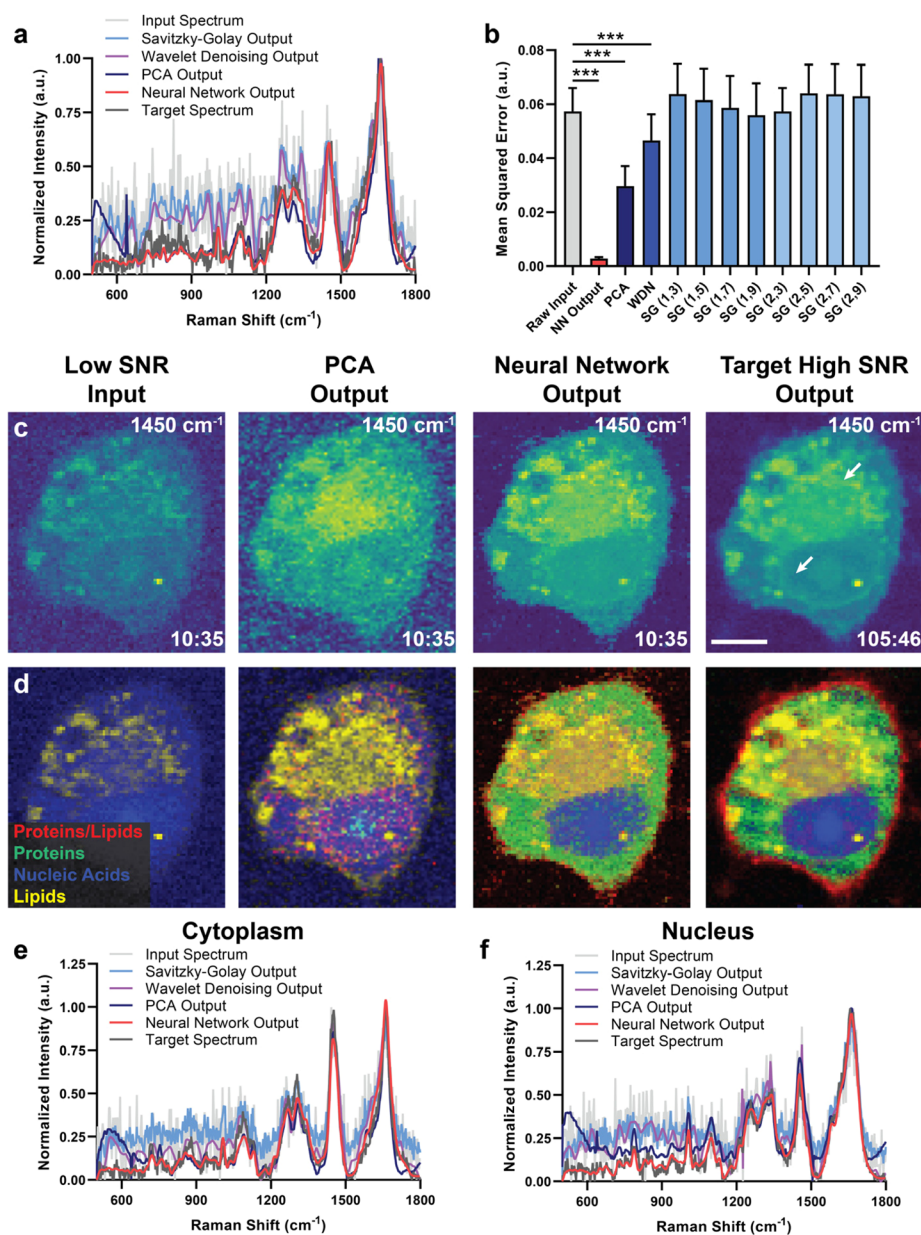 a
Input Spectrum
Savitzky-Golay Output
Wavelet Denoising Output
PCA Output
Neural Network Output
Target Spectrum
Normalized Intensity (a.u.)
1.00
0.75
0.50
0.25
0.00
600 900 1200 1500 1800
Raman Shift (cm⁻¹)
b
***
***
***
Mean Squared Error (a.u.)
0.08
0.06
0.04
0.02
0.00
Raw Input
NN Output
PCA
WDN
SG (1,3)
SG (1,5)
SG (1,7)
SG (1,9)
SG (2,3)
SG (2,5)
SG (2,7)
SG (2,9)
Low SNR
Input
PCA
Output
Neural Network
Output
Target High SNR
Output
c
1450 cm⁻¹
10:35
1450 cm⁻¹
10:35
1450 cm⁻¹
10:35
1450 cm⁻¹
105:46
d
Proteins/Lipids
Proteins
Nucleic Acids
Lipids
Cytoplasm
e
Input Spectrum
Savitzky-Golay Output
Wavelet Denoising Output
PCA Output
Neural Network Output
Target Spectrum
Normalized Intensity (a.u.)
1.25
1.00
0.75
0.50
0.25
0.00
600 900 1200 1500 1800
Raman Shift (cm⁻¹)
Nucleus
f
Input Spectrum
Savitzky-Golay Output
Wavelet Denoising Output
PCA Output
Neural Network Output
Target Spectrum
Normalized Intensity (a.u.)
1.25
1.00
0.75
0.50
0.25
0.00
600 900 1200 1500 1800
Raman Shift (cm⁻¹)